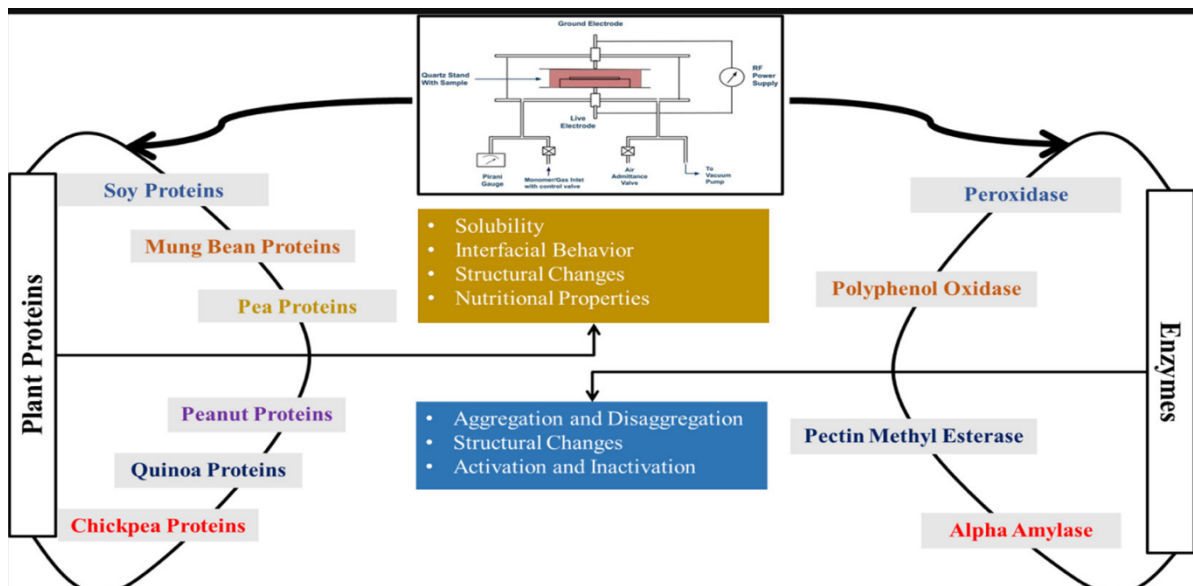 Ground Electrode
Quartz Stand
With Sample
RF
Power
Supply
Live
Electrode
Pirani
Gauge
Monomer/Gas Inlet
with control valve
Air
Admittance
Valve
To
Vacuum
Pump
Plant Proteins
Soy Proteins
Mung Bean Proteins
Pea Proteins
Peanut Proteins
Quinoa Proteins
Chickpea Proteins
• Solubility
• Interfacial Behavior
• Structural Changes
• Nutritional Properties
• Aggregation and Disaggregation
• Structural Changes
• Activation and Inactivation
Peroxidase
Polyphenol Oxidase
Pectin Methyl Esterase
Alpha Amylase
Enzymes